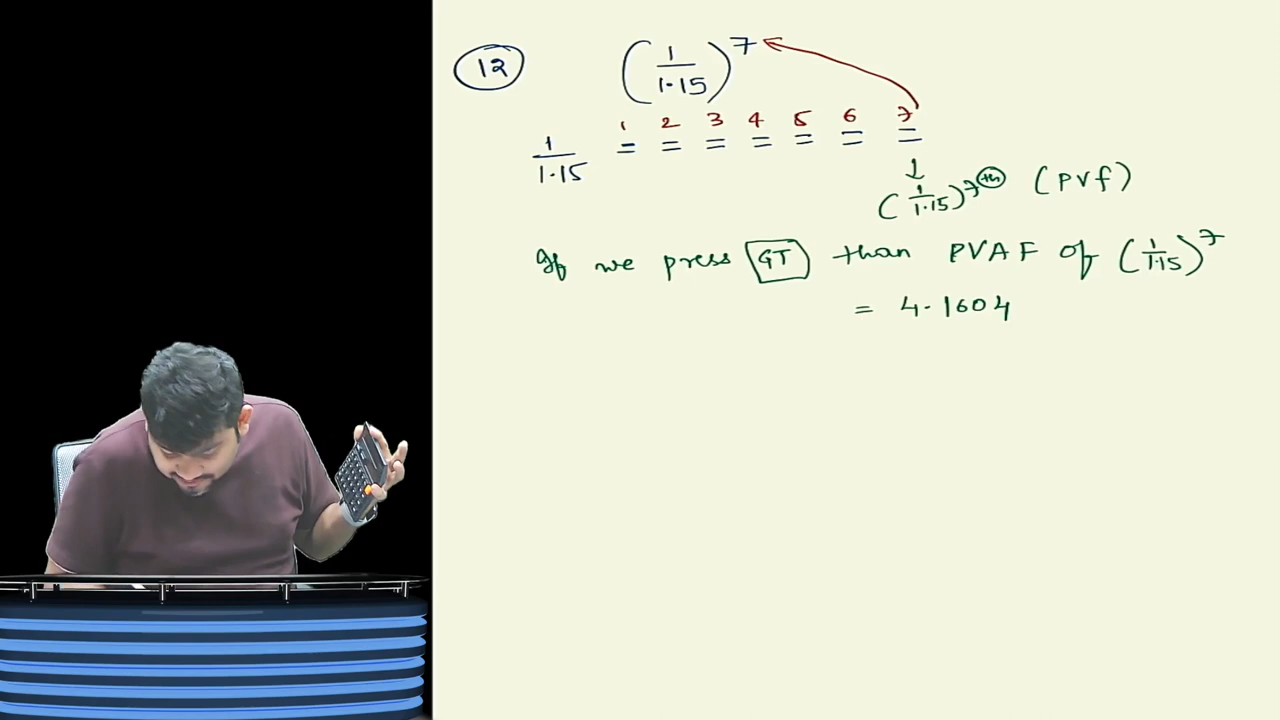 12 (1/1.15)^7
1 2 3 4 5 6 7
1/1.15 = = = = = = =
(1/1.15)^7th (PVf)
If we press GT than PVAF of (1/1.15)^7
= 4.1604